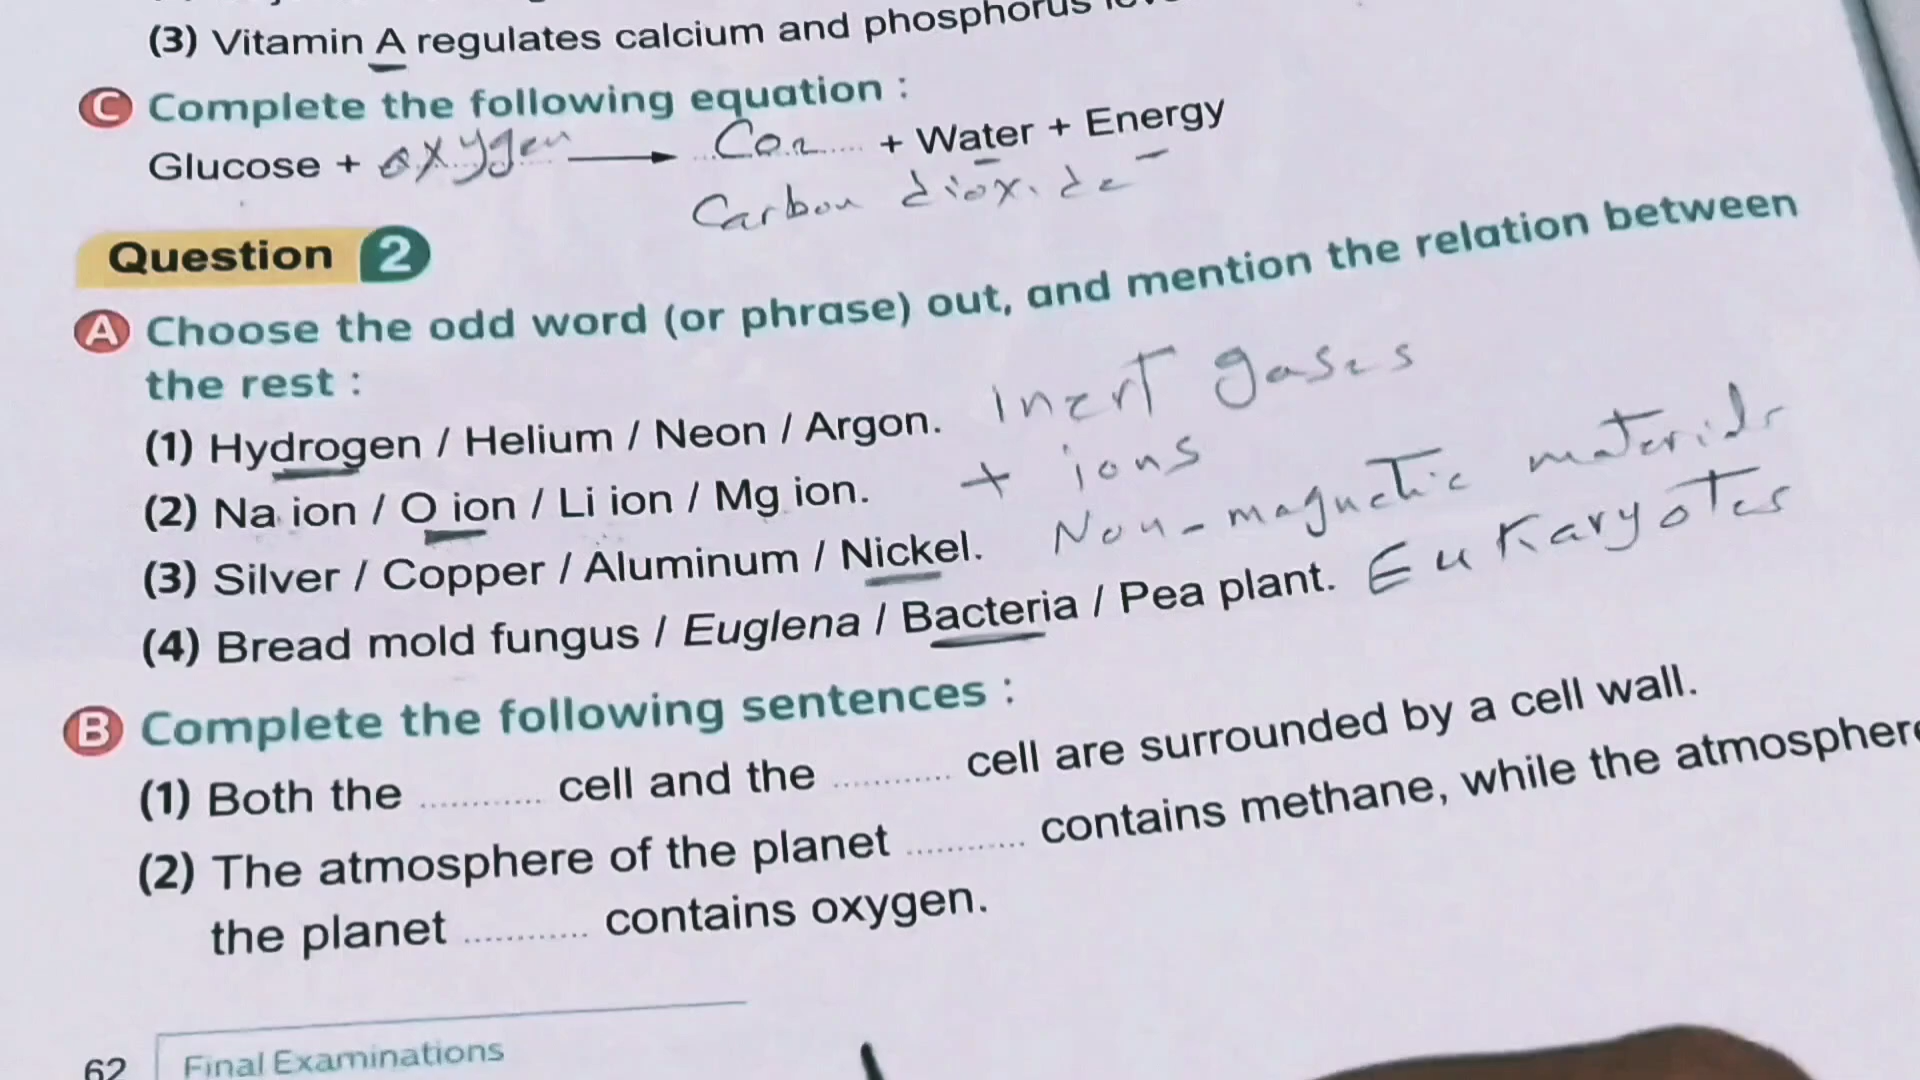 (3) Vitamin A regulates calcium and phosphorus
C Complete the following equation :
Glucose + oxygen → Co2 + Water + Energy
Carbon dioxide
Question 2
A Choose the odd word (or phrase) out, and mention the relation between
the rest :
(1) Hydrogen / Helium / Neon / Argon. inert gases
(2) Na ion / O ion / Li ion / Mg ion. + ions
(3) Silver / Copper / Aluminum / Nickel. Non-magnetic materials
(4) Bread mold fungus / Euglena / Bacteria / Pea plant. Eukaryotes
B Complete the following sentences :
(1) Both the ............ cell and the ............ cell are surrounded by a cell wall.
(2) The atmosphere of the planet ............ contains methane, while the atmosphere
the planet ............ contains oxygen.
62 Final Examinations